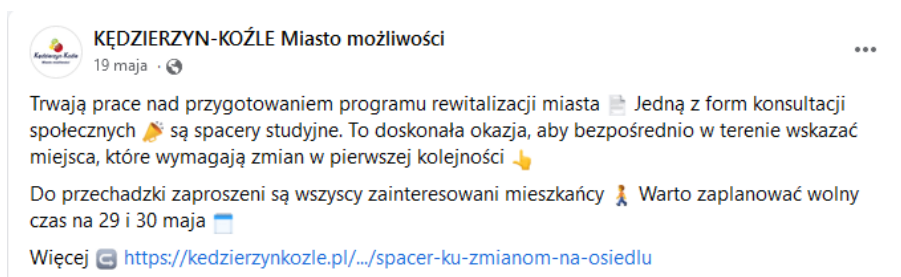 KĘDZIERZYN-KOŹLE Miasto możliwości
19 maja ·
Trwają prace nad przygotowaniem programu rewitalizacji miasta 📄 Jedną z form konsultacji
społecznych 🎉 są spacery studyjne. To doskonała okazja, aby bezpośrednio w terenie wskazać
miejsca, które wymagają zmian w pierwszej kolejności 👆
Do przechadzki zaproszeni są wszyscy zainteresowani mieszkańcy 🚶 Warto zaplanować wolny
czas na 29 i 30 maja 🗓
Więcej ↪ https://kedzierzynkozle.pl/.../spacer-ku-zmianom-na-osiedlu